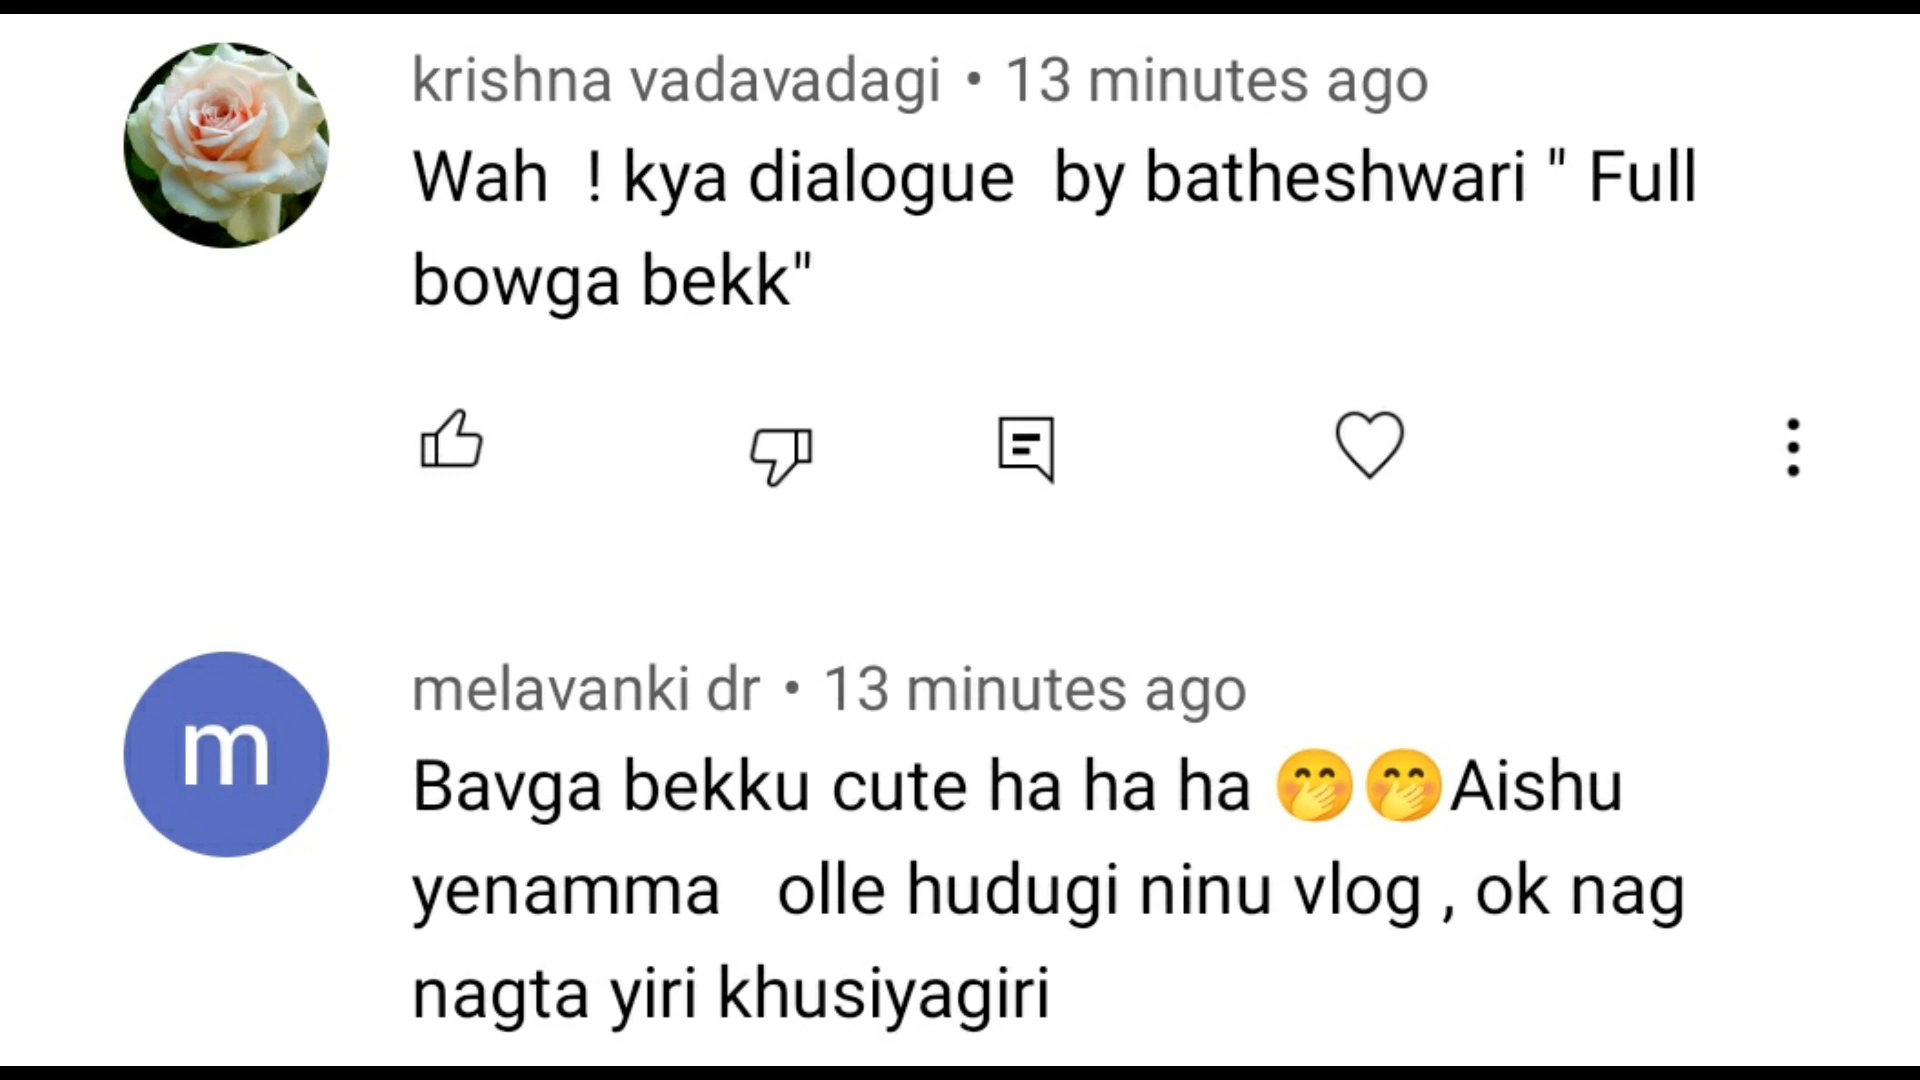 krishna vadavadagi • 13 minutes ago
Wah  ! kya dialogue  by batheshwari " Full
bowga bekk"
m
melavanki dr • 13 minutes ago
Bavga bekku cute ha ha ha 🤭🤭Aishu
yenamma   olle hudugi ninu vlog , ok nag
nagta yiri khusiyagiri